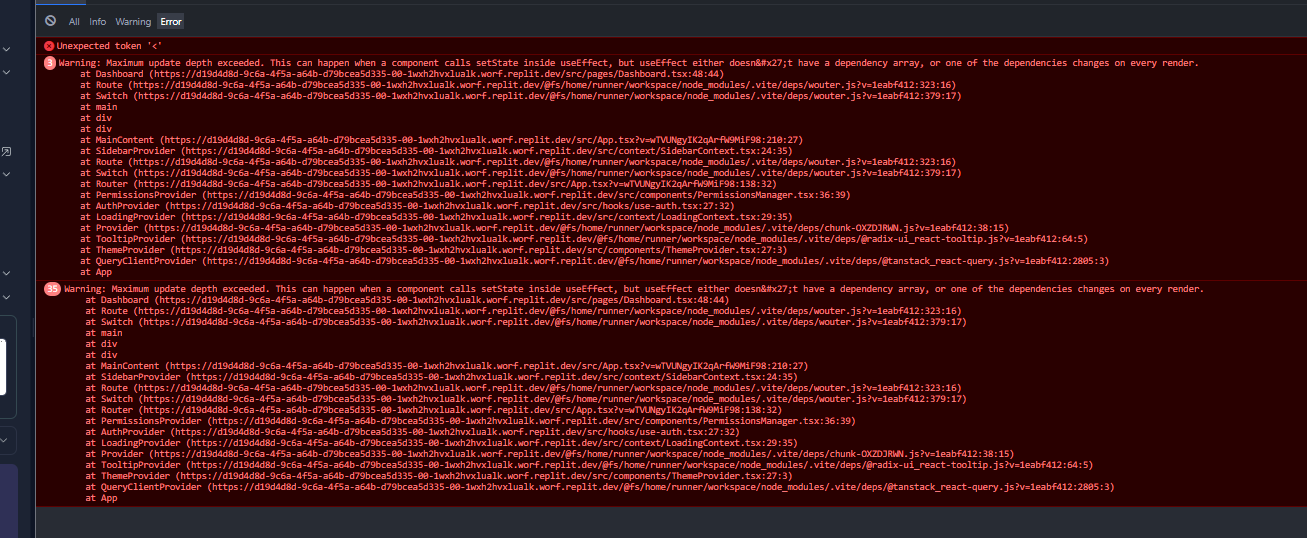 All Info Warning Error
Unexpected token '<'
3 Warning: Maximum update depth exceeded. This can happen when a component calls setState inside useEffect, but useEffect either doesn&#x27;t have a dependency array, or one of the dependencies changes on every render.
at Dashboard (https://d19d4d8d-9c6a-4f5a-a64b-d79bcea5d335-00-1wxh2hvxlualk.worf.replit.dev/src/pages/Dashboard.tsx:48:44)
at Route (https://d19d4d8d-9c6a-4f5a-a64b-d79bcea5d335-00-1wxh2hvxlualk.worf.replit.dev/@fs/home/runner/workspace/node_modules/.vite/deps/wouter.js?v=1eabf412:323:16)
at Switch (https://d19d4d8d-9c6a-4f5a-a64b-d79bcea5d335-00-1wxh2hvxlualk.worf.replit.dev/@fs/home/runner/workspace/node_modules/.vite/deps/wouter.js?v=1eabf412:379:17)
at main
at div
at div
at MainContent (https://d19d4d8d-9c6a-4f5a-a64b-d79bcea5d335-00-1wxh2hvxlualk.worf.replit.dev/src/App.tsx?v=wTVUNgyIK2qArfW9MiF98:210:27)
at SidebarProvider (https://d19d4d8d-9c6a-4f5a-a64b-d79bcea5d335-00-1wxh2hvxlualk.worf.replit.dev/src/context/SidebarContext.tsx:24:35)
at Route (https://d19d4d8d-9c6a-4f5a-a64b-d79bcea5d335-00-1wxh2hvxlualk.worf.replit.dev/@fs/home/runner/workspace/node_modules/.vite/deps/wouter.js?v=1eabf412:323:16)
at Switch (https://d19d4d8d-9c6a-4f5a-a64b-d79bcea5d335-00-1wxh2hvxlualk.worf.replit.dev/@fs/home/runner/workspace/node_modules/.vite/deps/wouter.js?v=1eabf412:379:17)
at Router (https://d19d4d8d-9c6a-4f5a-a64b-d79bcea5d335-00-1wxh2hvxlualk.worf.replit.dev/src/App.tsx?v=wTVUNgyIK2qArfW9MiF98:138:32)
at PermissionsProvider (https://d19d4d8d-9c6a-4f5a-a64b-d79bcea5d335-00-1wxh2hvxlualk.worf.replit.dev/src/components/PermissionsManager.tsx:36:39)
at AuthProvider (https://d19d4d8d-9c6a-4f5a-a64b-d79bcea5d335-00-1wxh2hvxlualk.worf.replit.dev/src/hooks/use-auth.tsx:27:32)
at LoadingProvider (https://d19d4d8d-9c6a-4f5a-a64b-d79bcea5d335-00-1wxh2hvxlualk.worf.replit.dev/src/context/LoadingContext.tsx:29:35)
at Provider (https://d19d4d8d-9c6a-4f5a-a64b-d79bcea5d335-00-1wxh2hvxlualk.worf.replit.dev/@fs/home/runner/workspace/node_modules/.vite/deps/chunk-OXZDJRWN.js?v=1eabf412:38:15)
at TooltipProvider (https://d19d4d8d-9c6a-4f5a-a64b-d79bcea5d335-00-1wxh2hvxlualk.worf.replit.dev/@fs/home/runner/workspace/node_modules/.vite/deps/@radix-ui_react-tooltip.js?v=1eabf412:64:5)
at ThemeProvider (https://d19d4d8d-9c6a-4f5a-a64b-d79bcea5d335-00-1wxh2hvxlualk.worf.replit.dev/src/components/ThemeProvider.tsx:27:3)
at QueryClientProvider (https://d19d4d8d-9c6a-4f5a-a64b-d79bcea5d335-00-1wxh2hvxlualk.worf.replit.dev/@fs/home/runner/workspace/node_modules/.vite/deps/@tanstack_react-query.js?v=1eabf412:2805:3)
at App
35 Warning: Maximum update depth exceeded. This can happen when a component calls setState inside useEffect, but useEffect either doesn&#x27;t have a dependency array, or one of the dependencies changes on every render.
at Dashboard (https://d19d4d8d-9c6a-4f5a-a64b-d79bcea5d335-00-1wxh2hvxlualk.worf.replit.dev/src/pages/Dashboard.tsx:48:44)
at Route (https://d19d4d8d-9c6a-4f5a-a64b-d79bcea5d335-00-1wxh2hvxlualk.worf.replit.dev/@fs/home/runner/workspace/node_modules/.vite/deps/wouter.js?v=1eabf412:323:16)
at Switch (https://d19d4d8d-9c6a-4f5a-a64b-d79bcea5d335-00-1wxh2hvxlualk.worf.replit.dev/@fs/home/runner/workspace/node_modules/.vite/deps/wouter.js?v=1eabf412:379:17)
at main
at div
at div
at MainContent (https://d19d4d8d-9c6a-4f5a-a64b-d79bcea5d335-00-1wxh2hvxlualk.worf.replit.dev/src/App.tsx?v=wTVUNgyIK2qArfW9MiF98:210:27)
at SidebarProvider (https://d19d4d8d-9c6a-4f5a-a64b-d79bcea5d335-00-1wxh2hvxlualk.worf.replit.dev/src/context/SidebarContext.tsx:24:35)
at Route (https://d19d4d8d-9c6a-4f5a-a64b-d79bcea5d335-00-1wxh2hvxlualk.worf.replit.dev/@fs/home/runner/workspace/node_modules/.vite/deps/wouter.js?v=1eabf412:323:16)
at Switch (https://d19d4d8d-9c6a-4f5a-a64b-d79bcea5d335-00-1wxh2hvxlualk.worf.replit.dev/@fs/home/runner/workspace/node_modules/.vite/deps/wouter.js?v=1eabf412:379:17)
at Router (https://d19d4d8d-9c6a-4f5a-a64b-d79bcea5d335-00-1wxh2hvxlualk.worf.replit.dev/src/App.tsx?v=wTVUNgyIK2qArfW9MiF98:138:32)
at PermissionsProvider (https://d19d4d8d-9c6a-4f5a-a64b-d79bcea5d335-00-1wxh2hvxlualk.worf.replit.dev/src/components/PermissionsManager.tsx:36:39)
at AuthProvider (https://d19d4d8d-9c6a-4f5a-a64b-d79bcea5d335-00-1wxh2hvxlualk.worf.replit.dev/src/hooks/use-auth.tsx:27:32)
at LoadingProvider (https://d19d4d8d-9c6a-4f5a-a64b-d79bcea5d335-00-1wxh2hvxlualk.worf.replit.dev/src/context/LoadingContext.tsx:29:35)
at Provider (https://d19d4d8d-9c6a-4f5a-a64b-d79bcea5d335-00-1wxh2hvxlualk.worf.replit.dev/@fs/home/runner/workspace/node_modules/.vite/deps/chunk-OXZDJRWN.js?v=1eabf412:38:15)
at TooltipProvider (https://d19d4d8d-9c6a-4f5a-a64b-d79bcea5d335-00-1wxh2hvxlualk.worf.replit.dev/@fs/home/runner/workspace/node_modules/.vite/deps/@radix-ui_react-tooltip.js?v=1eabf412:64:5)
at ThemeProvider (https://d19d4d8d-9c6a-4f5a-a64b-d79bcea5d335-00-1wxh2hvxlualk.worf.replit.dev/src/components/ThemeProvider.tsx:27:3)
at QueryClientProvider (https://d19d4d8d-9c6a-4f5a-a64b-d79bcea5d335-00-1wxh2hvxlualk.worf.replit.dev/@fs/home/runner/workspace/node_modules/.vite/deps/@tanstack_react-query.js?v=1eabf412:2805:3)
at App